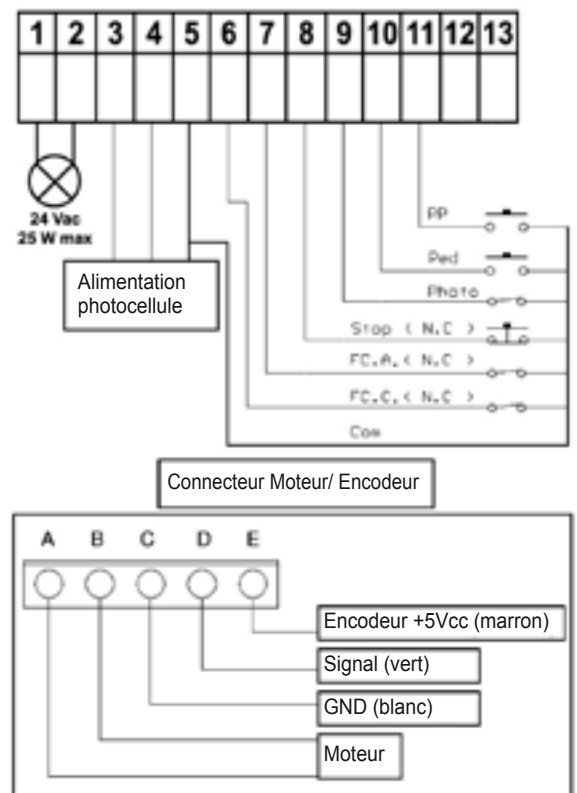 1 2 3 4 5 6 7 8 9 10 11 12 13
24 Vac
25 W max
Alimentation
photocellule
PP
Ped
Photo
Stop ( N.C )
FC.A.( N.C )
FC.C.( N.C )
Com
Connecteur Moteur/ Encodeur
A B C D E
Encodeur +5Vcc (marron)
Signal (vert)
GND (blanc)
Moteur